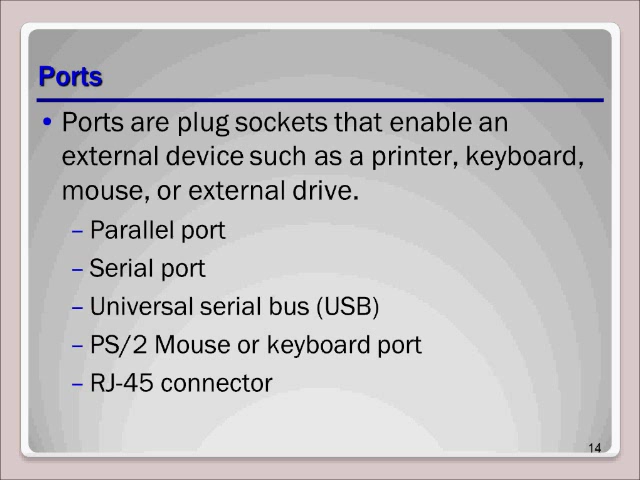 Ports
• Ports are plug sockets that enable an
external device such as a printer, keyboard,
mouse, or external drive.
– Parallel port
– Serial port
– Universal serial bus (USB)
– PS/2 Mouse or keyboard port
– RJ-45 connector
14